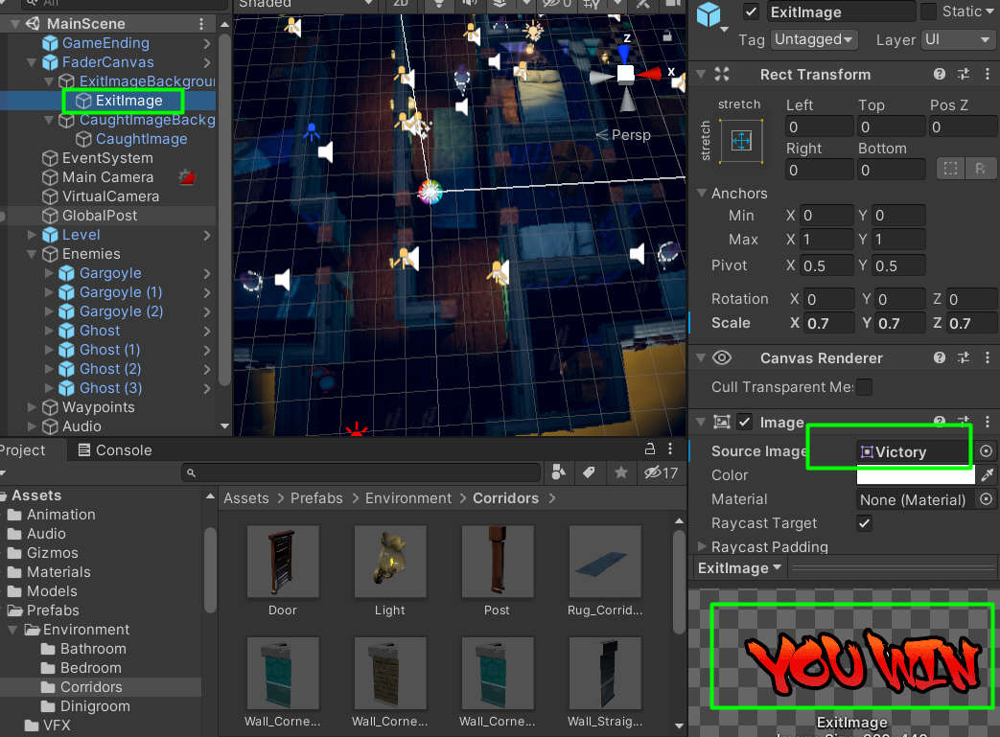 All
MainScene
GameEnding
FaderCanvas
ExitImageBackgrou
ExitImage
CaughtImageBackg
CaughtImage
EventSystem
Main Camera
VirtualCamera
GlobalPost
Level
Enemies
Gargoyle
Gargoyle (1)
Gargoyle (2)
Ghost
Ghost (1)
Ghost (2)
Ghost (3)
Waypoints
Audio
Shaded
2D
0
z
x
Persp
ExitImage
Static
Tag Untagged Layer UI
Rect Transform
stretch
stretch
Left Top Pos Z
0 0 0
Right Bottom
0 0 R
Anchors
Min X 0 Y 0
Max X 1 Y 1
Pivot X 0.5 Y 0.5
Rotation X 0 Y 0 Z 0
Scale X 0.7 Y 0.7 Z 0.7
Canvas Renderer
Cull Transparent Me
Image
Source Image Victory
Color
Material None (Material)
Raycast Target
Raycast Padding
ExitImage
YOU WIN
ExitImage
Project Console
17
Assets
Animation
Audio
Gizmos
Materials
Models
Prefabs
Environment
Bathroom
Bedroom
Corridors
Dinigroom
VFX
Assets > Prefabs > Environment > Corridors >
Door Light Post Rug_Corrid...
Wall_Corne... Wall_Corne... Wall_Corne... Wall_Straig...